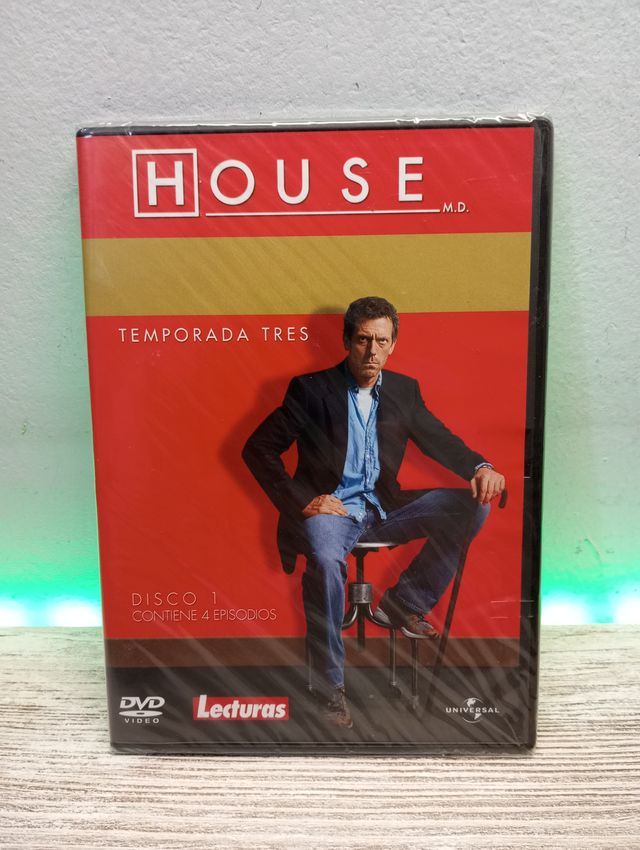 HOUSE
M.D.
TEMPORADA TRES
DISCO 1
CONTIENE 4 EPISODIOS
DVD
VIDEO
Lecturas
UNIVERSAL